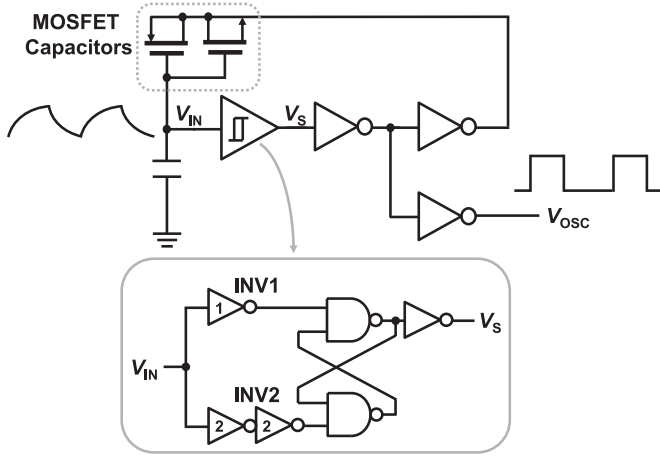 MOSFET
Capacitors
VIN
VS
VOSC
INV1
1
VS
VIN
INV2
2
2